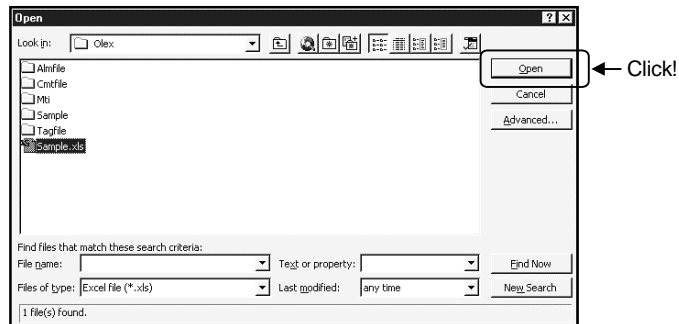 Open
Look in: Olex
Almfile
Cmtfile
Mti
Sample
Tagfile
Sample.xls
Open
Cancel
Advanced...
Click!
Find files that match these search criteria:
File name: Text or property: Find Now
Files of type: Excel file (*.xls) Last modified: any time New Search
1 file(s) found.